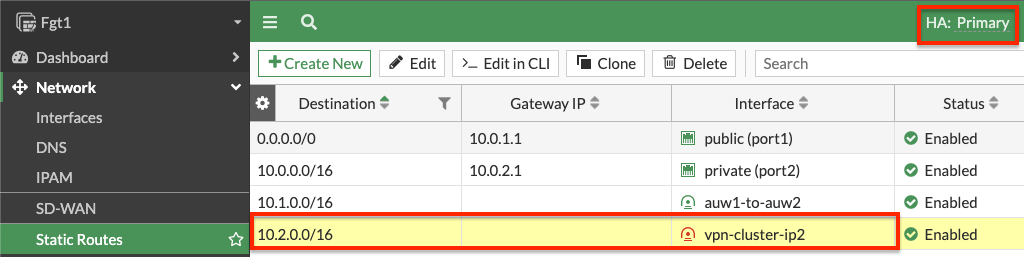 Fgt1
HA: Primary
Dashboard
Network
Interfaces
DNS
IPAM
SD-WAN
Static Routes
Create New Edit Edit in CLI Clone Delete Search
Destination Gateway IP Interface Status
0.0.0.0/0 10.0.1.1 public (port1) Enabled
10.0.0.0/16 10.0.2.1 private (port2) Enabled
10.1.0.0/16 auw1-to-auw2 Enabled
10.2.0.0/16 vpn-cluster-ip2 Enabled